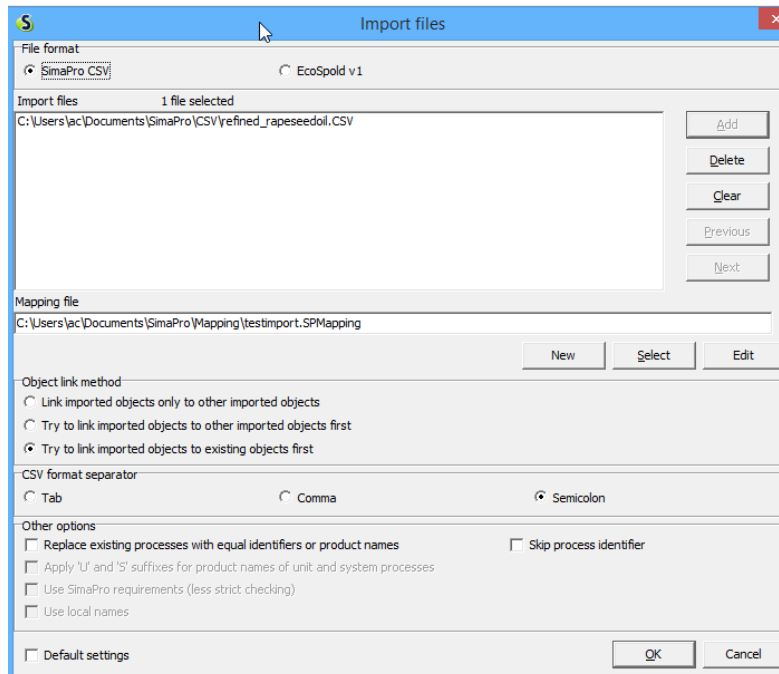 S Import files x
File format
SimaPro CSV EcoSpold v1
Import files 1 file selected
C:\Users\ac\Documents\SimaPro\CSV\refined_rapeseedoil.CSV
Add
Delete
Clear
Previous
Next
Mapping file
C:\Users\ac\Documents\SimaPro\Mapping\testimport.SPMapping
New Select Edit
Object link method
Link imported objects only to other imported objects
Try to link imported objects to other imported objects first
Try to link imported objects to existing objects first
CSV format separator
Tab Comma Semicolon
Other options
Replace existing processes with equal identifiers or product names Skip process identifier
Apply 'U' and 'S' suffixes for product names of unit and system processes
Use SimaPro requirements (less strict checking)
Use local names
Default settings OK Cancel